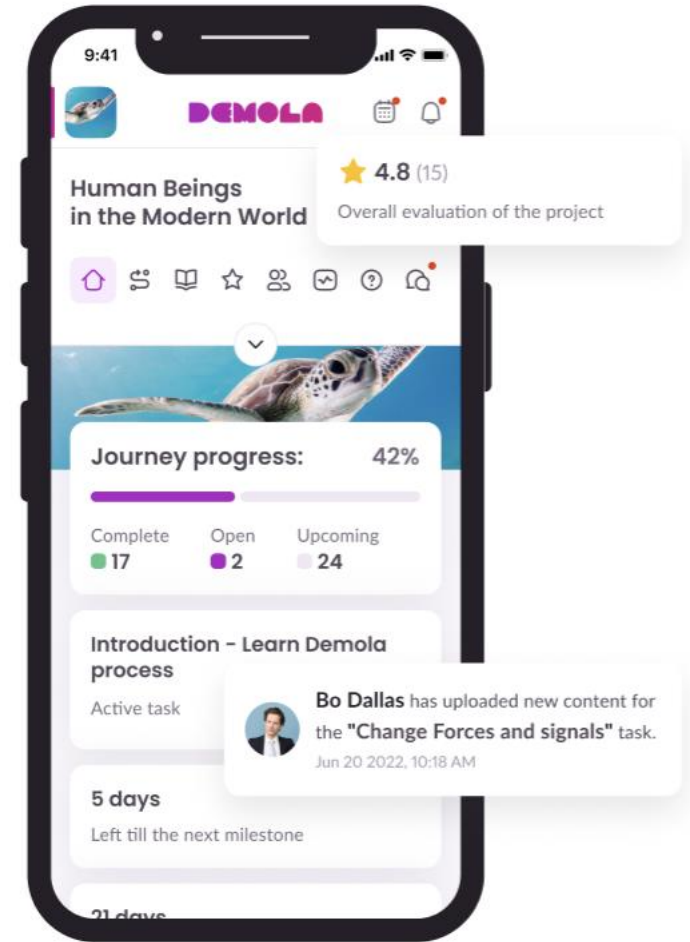 9:41
DEMOLA
4.8 (15)
Overall evaluation of the project
Human Beings
in the Modern World
Journey progress: 42%
Complete Open Upcoming
17 2 24
Introduction - Learn Demola
process
Active task
Bo Dallas has uploaded new content for
the "Change Forces and signals" task.
Jun 20 2022, 10:18 AM
5 days
Left till the next milestone
21 days